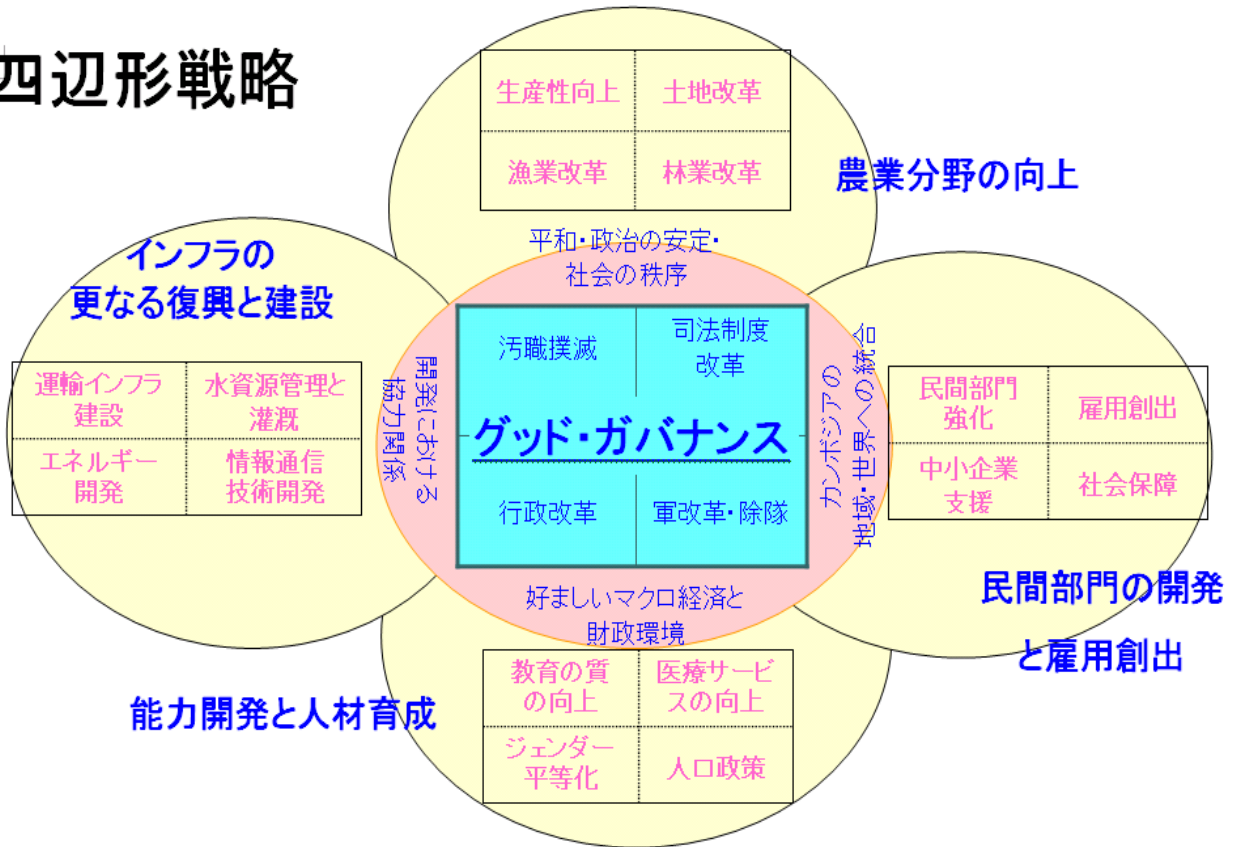 四辺形戦略
生産性向上
土地改革
漁業改革
林業改革
農業分野の向上
平和・政治の安定・
社会の秩序
インフラの
更なる復興と建設
運輸インフラ
建設
水資源管理と
灌漑
エネルギー
開発
情報通信
技術開発
開発における
協力関係
汚職撲滅
司法制度
改革
グッド・ガバナンス
行政改革
軍改革・除隊
カンボジアの
地域・世界への統合
民間部門
強化
雇用創出
中小企業
支援
社会保障
民間部門の開発
と雇用創出
好ましいマクロ経済と
財政環境
能力開発と人材育成
教育の質
の向上
医療サービ
スの向上
ジェンダー
平等化
人口政策